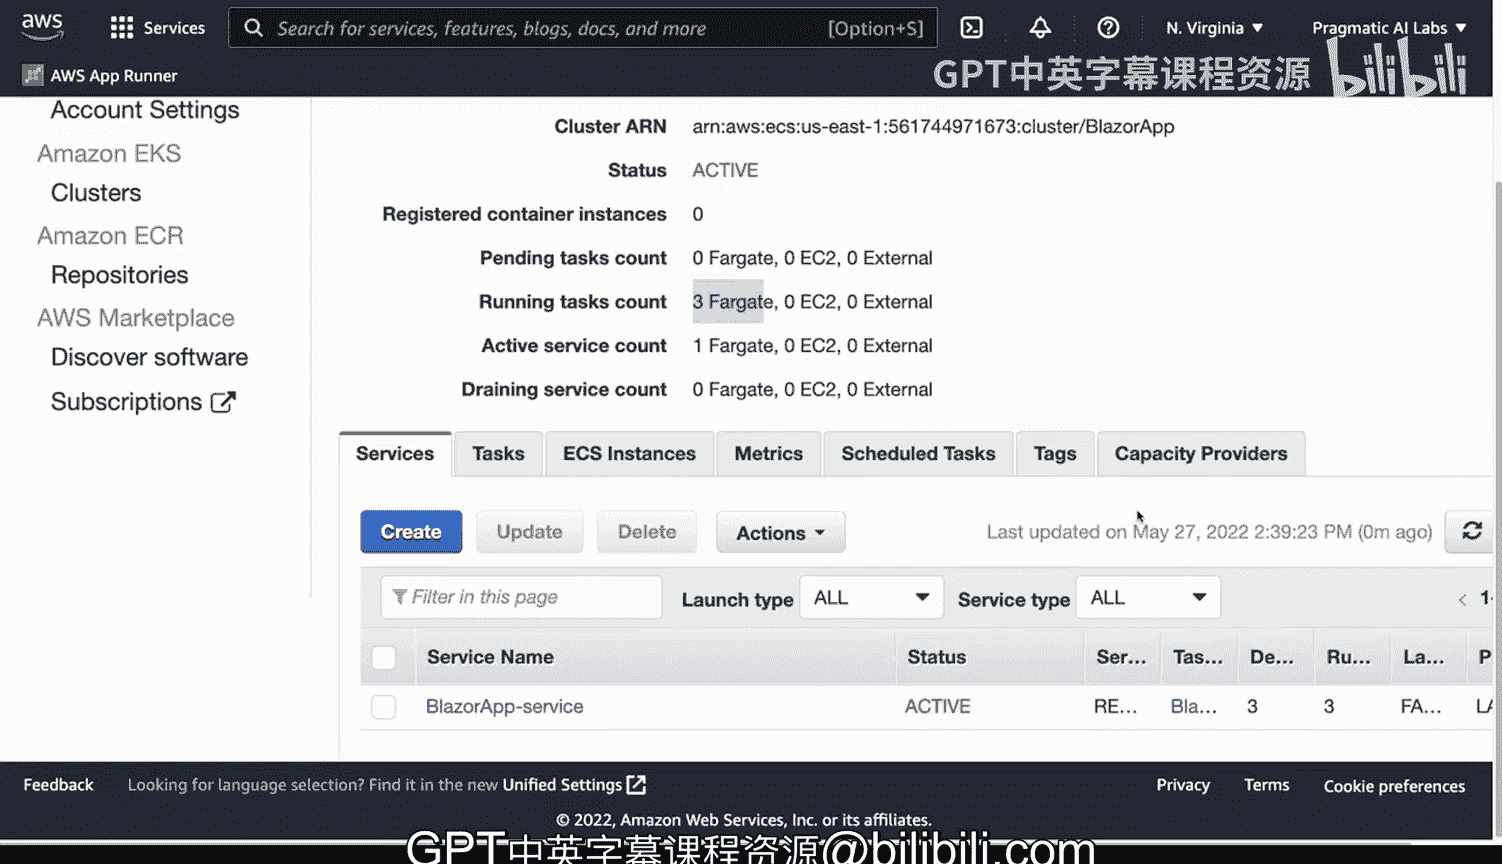 aws
Services
Search for services, features, blogs, docs, and more
[Option+S]
N. Virginia
Pragmatic AI Labs
AWS App Runner
GPT中英字幕课程资源
bilibili
Account Settings
Amazon EKS
Clusters
Amazon ECR
Repositories
AWS Marketplace
Discover software
Subscriptions
Cluster ARN arn:aws:ecs:us-east-1:561744971673:cluster/BlazorApp
Status ACTIVE
Registered container instances 0
Pending tasks count 0 Fargate, 0 EC2, 0 External
Running tasks count 3 Fargate, 0 EC2, 0 External
Active service count 1 Fargate, 0 EC2, 0 External
Draining service count 0 Fargate, 0 EC2, 0 External
Services Tasks ECS Instances Metrics Scheduled Tasks Tags Capacity Providers
Create Update Delete Actions Last updated on May 27, 2022 2:39:23 PM (0m ago)
Filter in this page Launch type ALL Service type ALL < 1-
Service Name Status Ser... Tas... De... Ru... La... P
BlazorApp-service ACTIVE RE... Bla... 3 3 FA... LA
Feedback Looking for language selection? Find it in the new Unified Settings Privacy Terms Cookie preferences
© 2022, Amazon Web Services, Inc. or its affiliates.
GPT中英字幕课程资源@bilibili.com